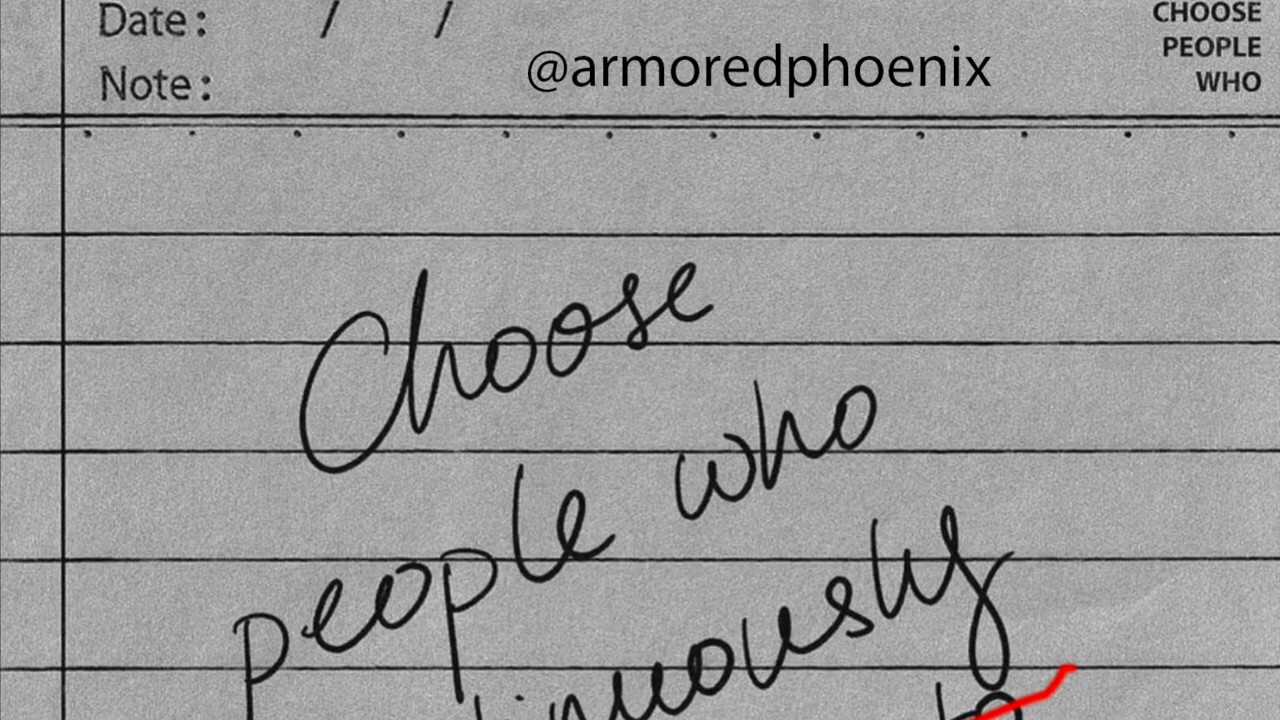 Date: / /
Note:
@armoredphoenix
CHOOSE
PEOPLE
WHO
Choose
people who